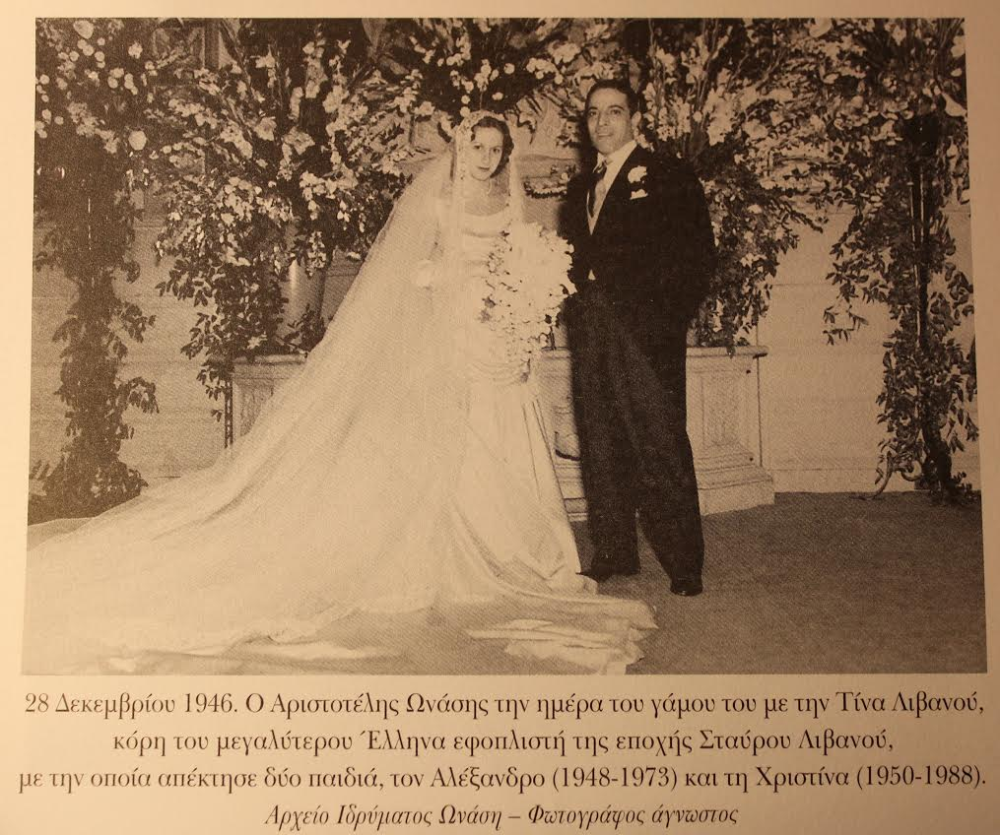 28 Δεκεμβρίου 1946. Ο Αριστοτέλης Ωνάσης την ημέρα του γάμου του με την Τίνα Λιβανού,
κόρη του μεγαλύτερου Έλληνα εφοπλιστή της εποχής Σταύρου Λιβανού,
με την οποία απέκτησε δύο παιδιά, τον Αλέξανδρο (1948-1973) και τη Χριστίνα (1950-1988).
Αρχείο Ιδρύματος Ωνάση – Φωτογράφος άγνωστος